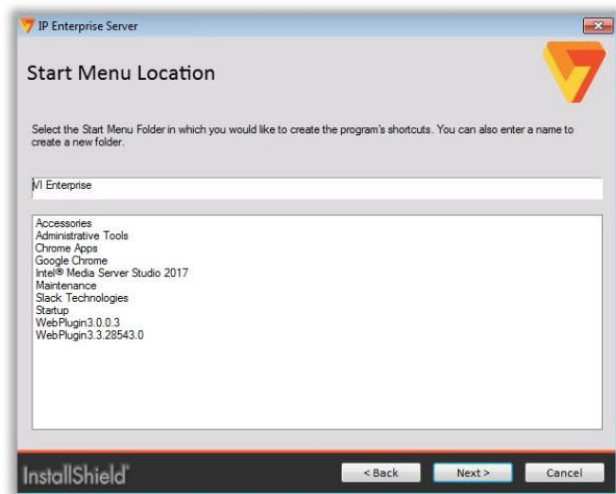 IP Enterprise Server
Start Menu Location
Select the Start Menu Folder in which you would like to create the program's shortcuts. You can also enter a name to
create a new folder.
VI Enterprise
Accessories
Administrative Tools
Chrome Apps
Google Chrome
Intel® Media Server Studio 2017
Maintenance
Slack Technologies
Startup
WebPlugin3.0.0.3
WebPlugin3.3.28543.0
InstallShield®
< Back
Next >
Cancel